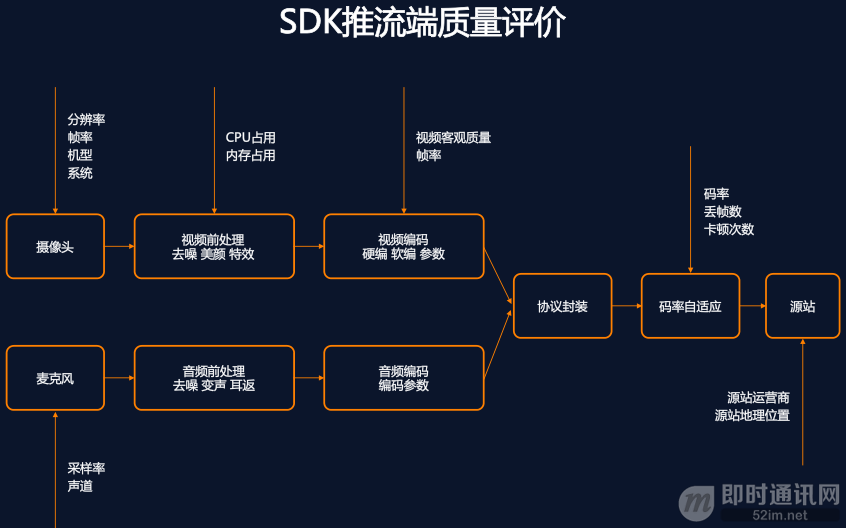 SDK推流端质量评价
分辨率
帧率
机型
系统
CPU占用
内存占用
视频客观质量
帧率
码率
丢帧数
卡顿次数
摄像头
视频前处理
去噪 美颜 特效
视频编码
硬编 软编 参数
协议封装
码率自适应
源站
麦克风
音频前处理
去噪 变声 耳返
音频编码
编码参数
源站运营商
源站地理位置
采样率
声道
即时通讯网
52im.net